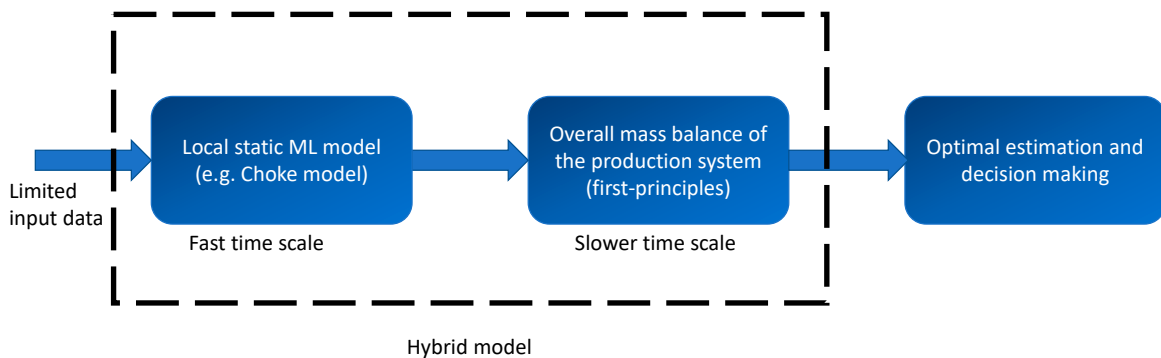 Limited
input data
Local static ML model
(e.g. Choke model)
Fast time scale
Overall mass balance of
the production system
(first-principles)
Slower time scale
Optimal estimation and
decision making
Hybrid model